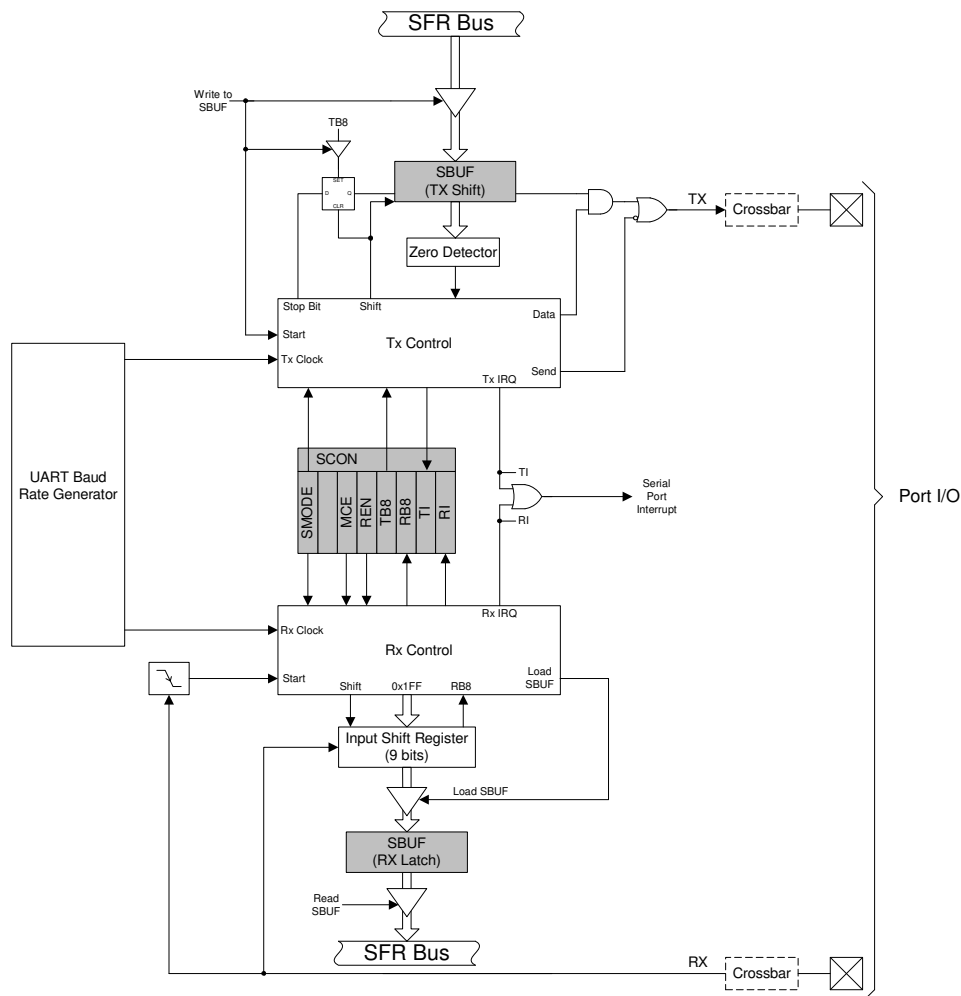 SFR Bus
Write to
SBUF
TB8
SET
D
Q
CLR
SBUF
(TX Shift)
TX
Crossbar
Zero Detector
Stop Bit
Shift
Data
Start
Tx Control
Tx Clock
Send
Tx IRQ
UART Baud
Rate Generator
SCON
SMODE
MCE
REN
TB8
RB8
TI
RI
TI
RI
Serial
Port
Interrupt
Port I/O
Rx IRQ
Rx Clock
Rx Control
Start
Load
SBUF
Shift
0x1FF
RB8
Input Shift Register
(9 bits)
Load SBUF
SBUF
(RX Latch)
Read
SBUF
SFR Bus
RX
Crossbar